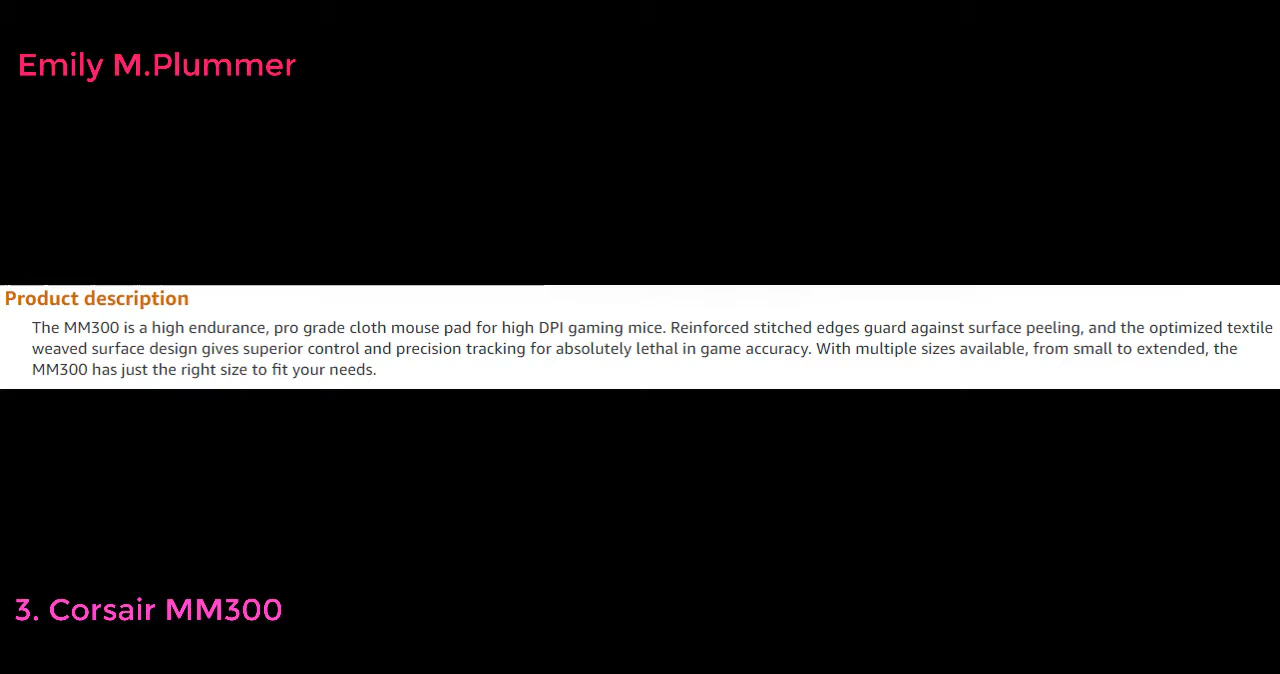 Emily M.Plummer
Product description
The MM300 is a high endurance, pro grade cloth mouse pad for high DPI gaming mice. Reinforced stitched edges guard against surface peeling, and the optimized textile
weaved surface design gives superior control and precision tracking for absolutely lethal in game accuracy. With multiple sizes available, from small to extended, the
MM300 has just the right size to fit your needs.
3. Corsair MM300